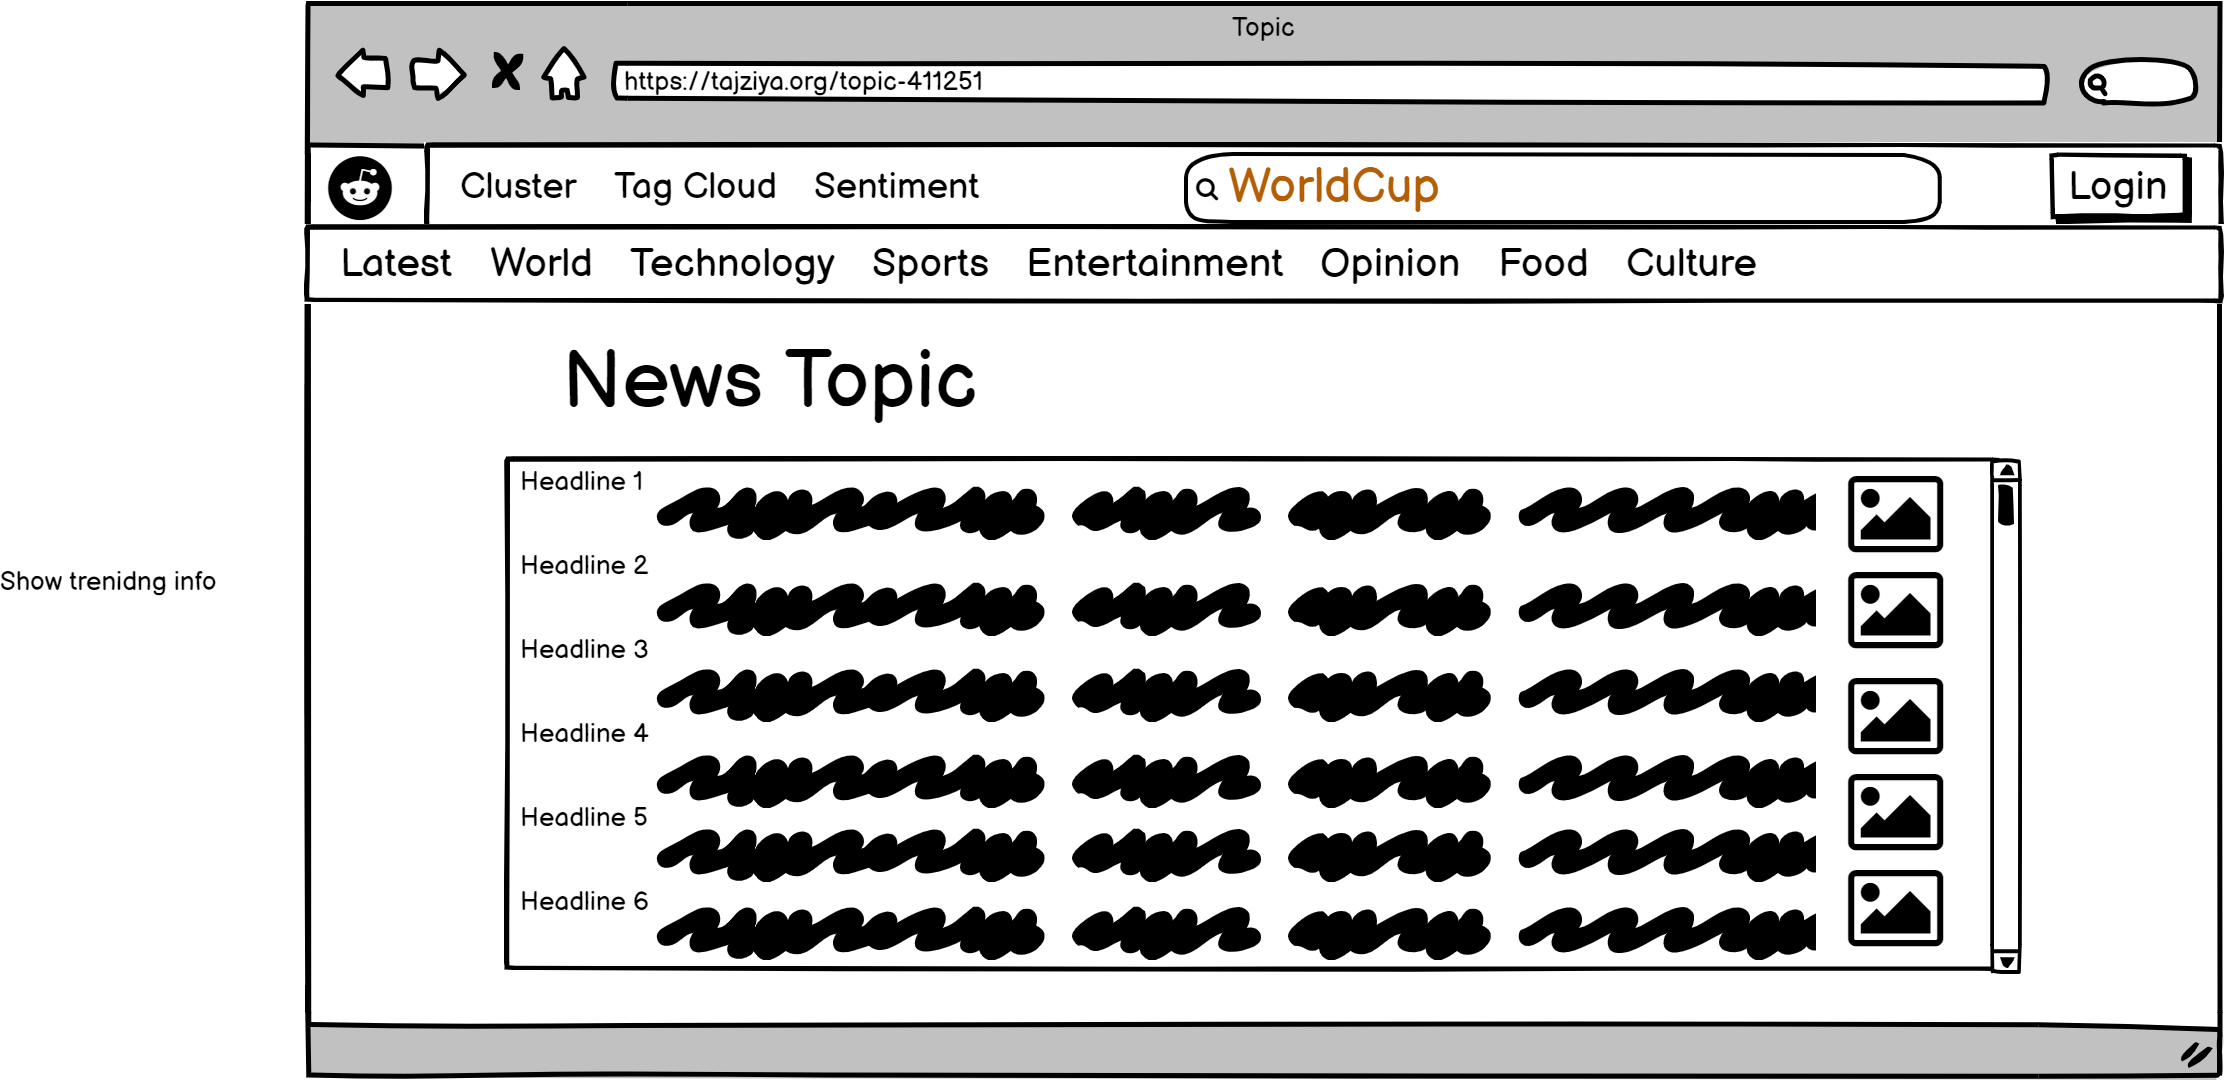 Topic
https://tajziya.org/topic-411251
Cluster Tag Cloud Sentiment WorldCup Login
Latest World Technology Sports Entertainment Opinion Food Culture
News Topic
Headline 1
Headline 2
Show trenidng info
Headline 3
Headline 4
Headline 5
Headline 6